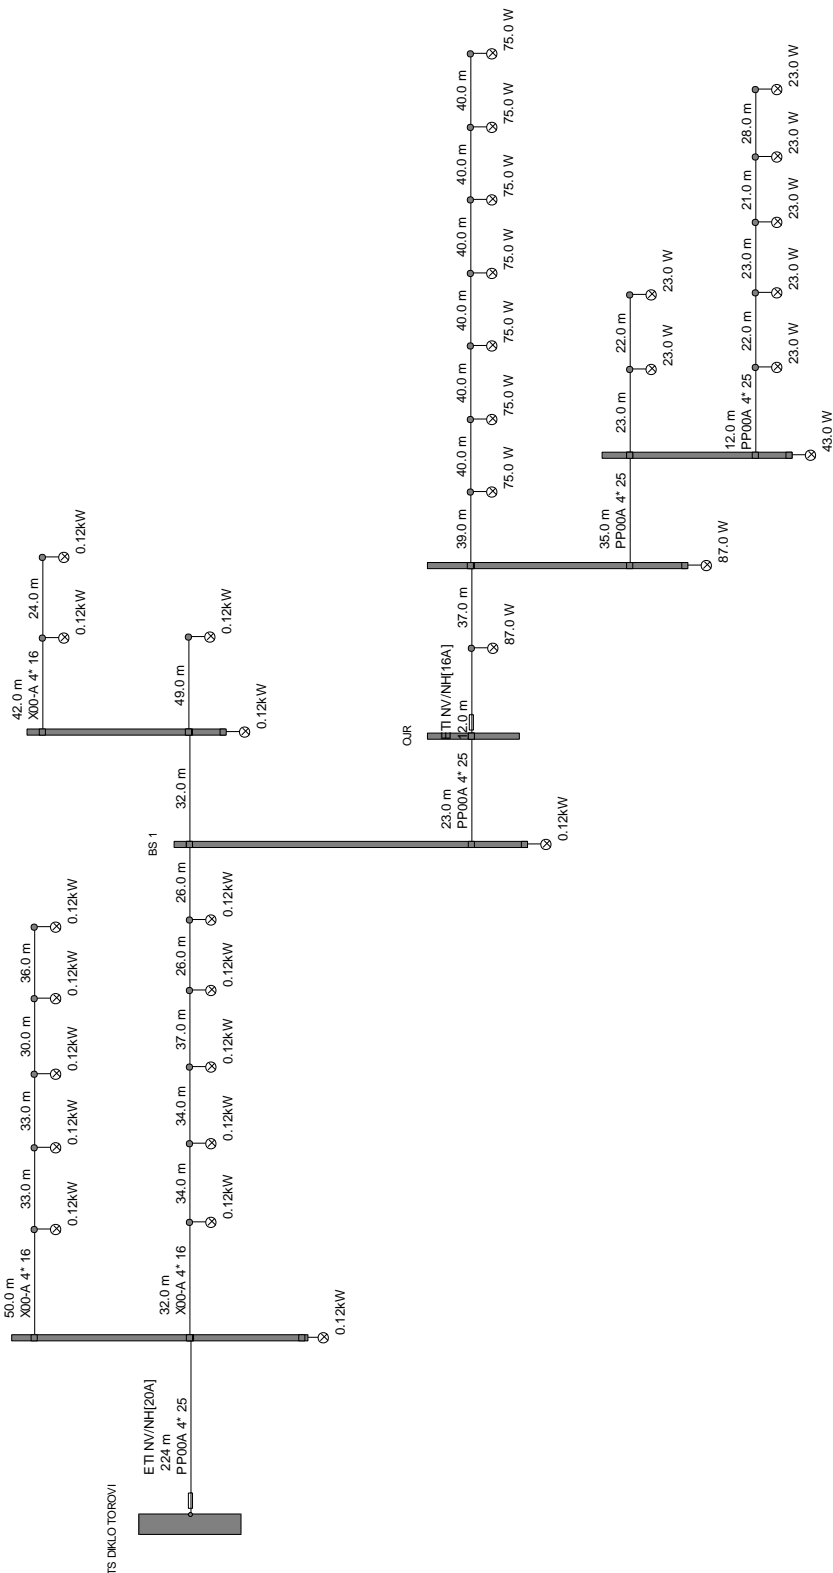 75.0 W
40.0 m
75.0 W
40.0 m
75.0 W
40.0 m
75.0 W
40.0 m
75.0 W
40.0 m
75.0 W
40.0 m
75.0 W
39.0 m
23.0 W
28.0 m
23.0 W
21.0 m
23.0 W
23.0 m
23.0 W
22.0 m
23.0 W
12.0 m
PP00A 4* 25
43.0 W
23.0 W
22.0 m
23.0 W
23.0 m
35.0 m
PP00A 4* 25
87.0 W
37.0 m
87.0 W
ETI NV/NH[16A]
12.0 m
OJR
23.0 m
PP00A 4* 25
0.12kW
0.12kW
24.0 m
0.12kW
42.0 m
X00-A 4* 16
0.12kW
49.0 m
0.12kW
32.0 m
BS 1
26.0 m
0.12kW
26.0 m
0.12kW
37.0 m
0.12kW
34.0 m
0.12kW
34.0 m
0.12kW
32.0 m
X00-A 4* 16
0.12kW
36.0 m
0.12kW
30.0 m
0.12kW
33.0 m
0.12kW
33.0 m
0.12kW
50.0 m
X00-A 4* 16
0.12kW
ETI NV/NH[20A]
224 m
PP00A 4* 25
TS DIKLO TOROVI